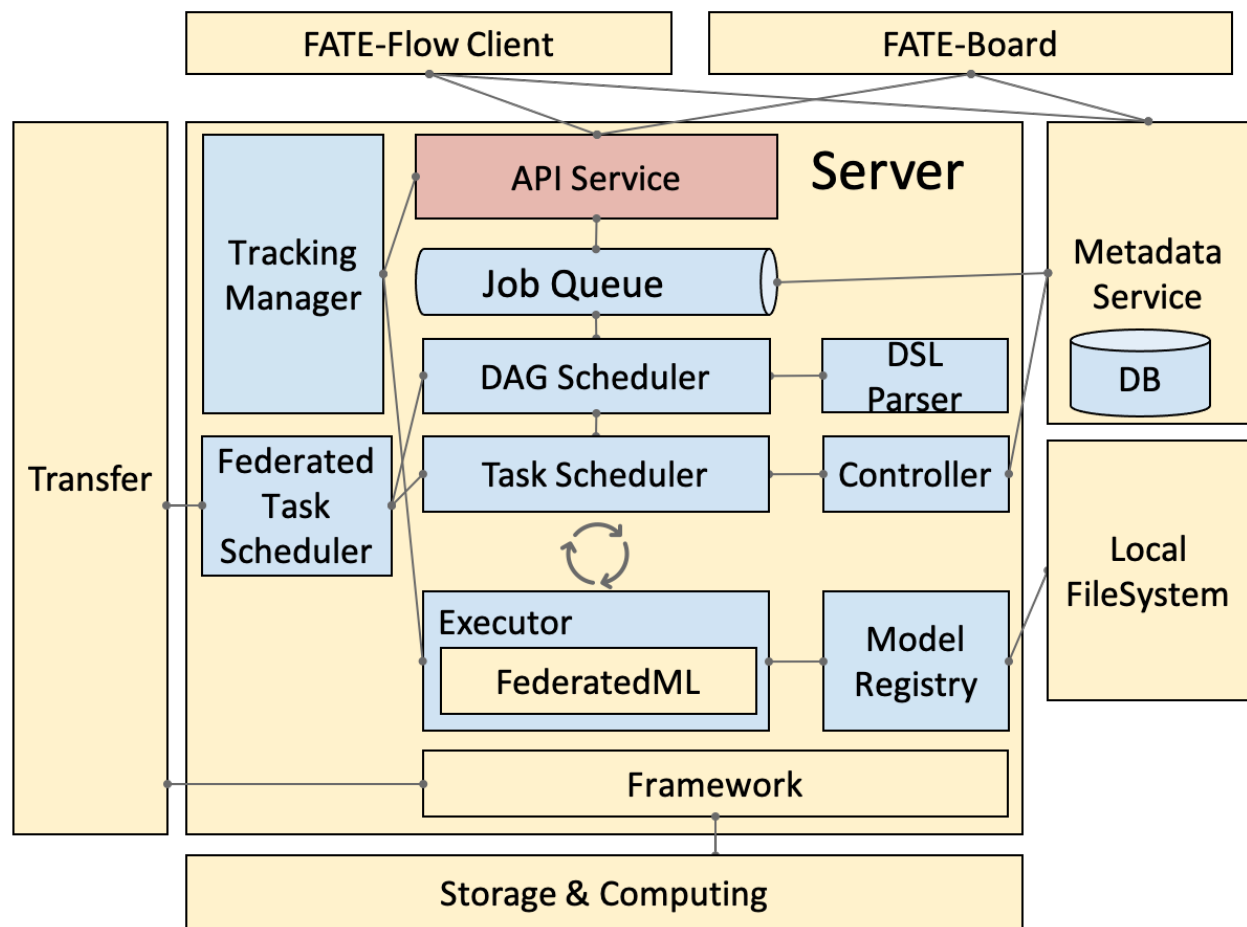 FATE-Flow Client
FATE-Board
API Service
Server
Tracking
Manager
Job Queue
Metadata
Service
DB
DAG Scheduler
DSL
Parser
Transfer
Federated
Task
Scheduler
Task Scheduler
Controller
Local
FileSystem
Executor
FederatedML
Model
Registry
Framework
Storage & Computing